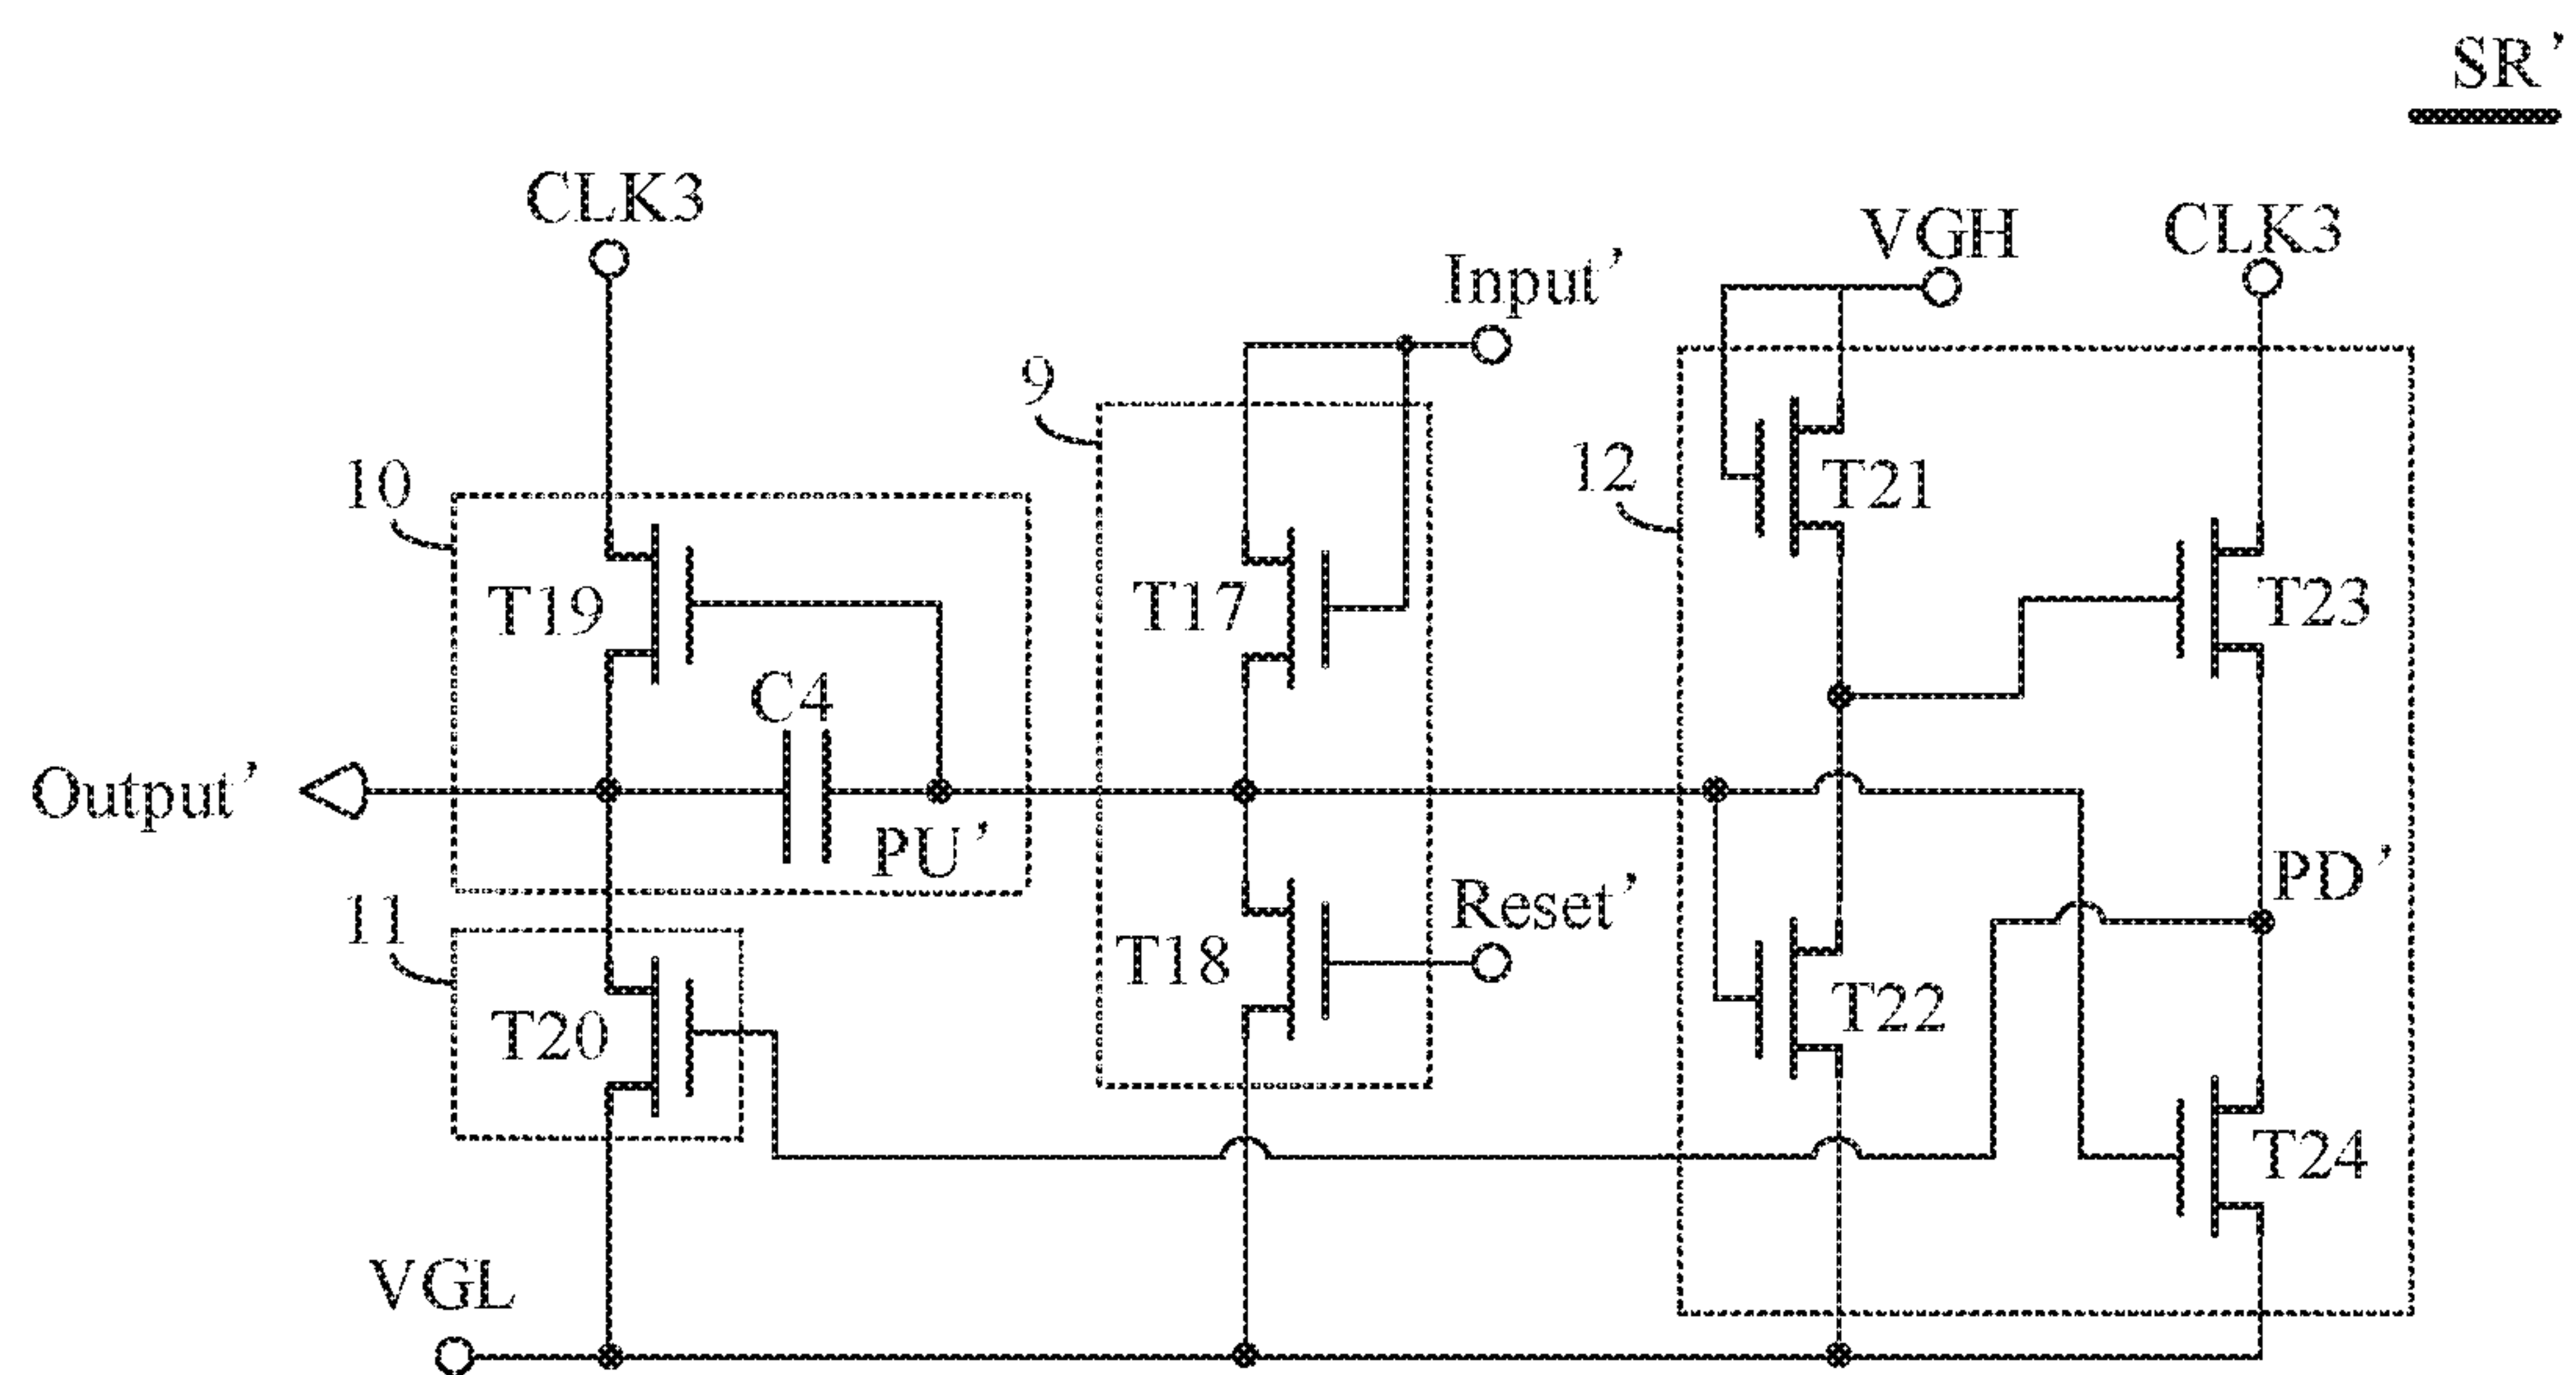 SR’
CLK3
VGH
CLK3
Input’
9
10
12
T21
T19
T17
T23
C4
Output’
PU’
PD’
11
Reset’
T18
T20
T22
T24
VGL